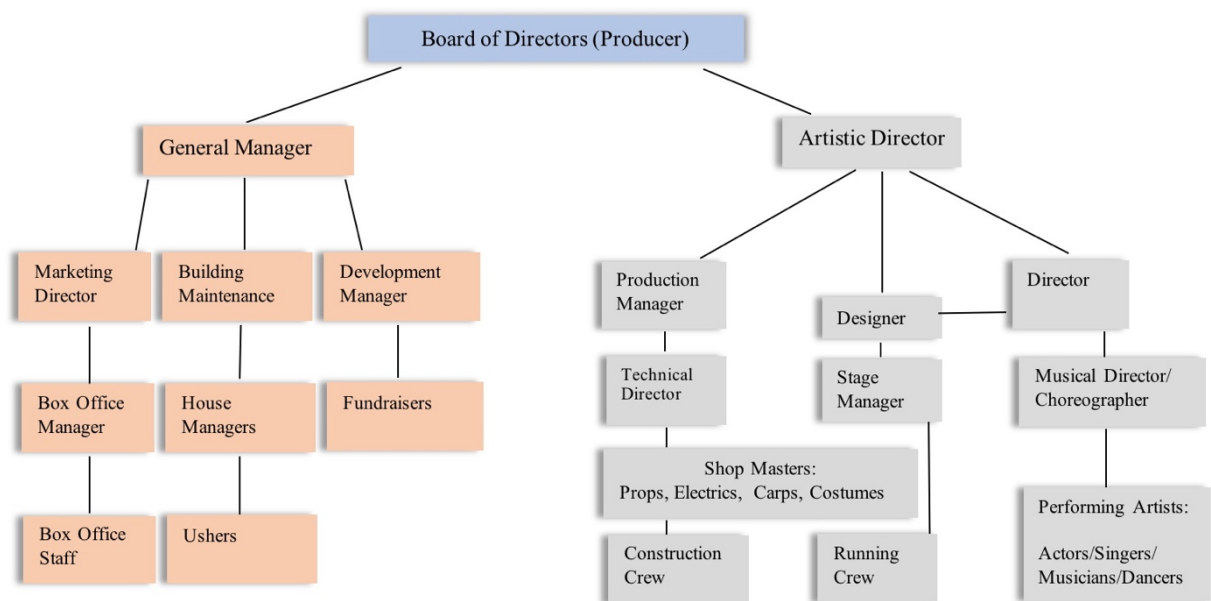 Board of Directors (Producer)
General Manager
Artistic Director
Marketing
Director
Building
Maintenance
Development
Manager
Production
Manager
Designer
Director
Box Office
Manager
House
Managers
Fundraisers
Technical
Director
Stage
Manager
Musical Director/
Choreographer
Shop Masters:
Props, Electrics, Carps, Costumes
Box Office
Staff
Ushers
Construction
Crew
Running
Crew
Performing Artists:
Actors/Singers/
Musicians/Dancers